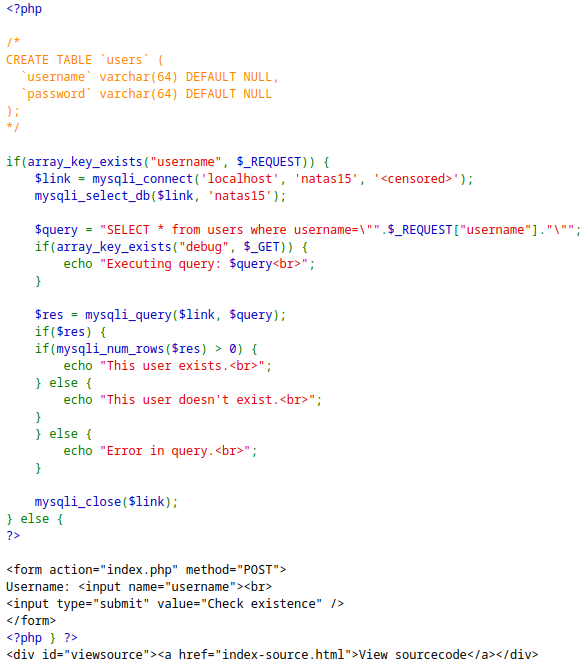 <?php
/*
CREATE TABLE `users` (
  `username` varchar(64) DEFAULT NULL,
  `password` varchar(64) DEFAULT NULL
);
*/
if(array_key_exists("username", $_REQUEST)) {
    $link = mysqli_connect('localhost', 'natas15', '<censored>');
    mysqli_select_db($link, 'natas15');
    $query = "SELECT * from users where username=\"".$_REQUEST["username"]."\"";
    if(array_key_exists("debug", $_GET)) {
        echo "Executing query: $query<br>";
    }
    $res = mysqli_query($link, $query);
    if($res) {
    if(mysqli_num_rows($res) > 0) {
        echo "This user exists.<br>";
    } else {
        echo "This user doesn't exist.<br>";
    }
    } else {
        echo "Error in query.<br>";
    }
    mysqli_close($link);
} else {
?>
<form action="index.php" method="POST">
Username: <input name="username"><br>
<input type="submit" value="Check existence" />
</form>
<?php } ?>
<div id="viewsource"><a href="index-source.html">View sourcecode</a></div>